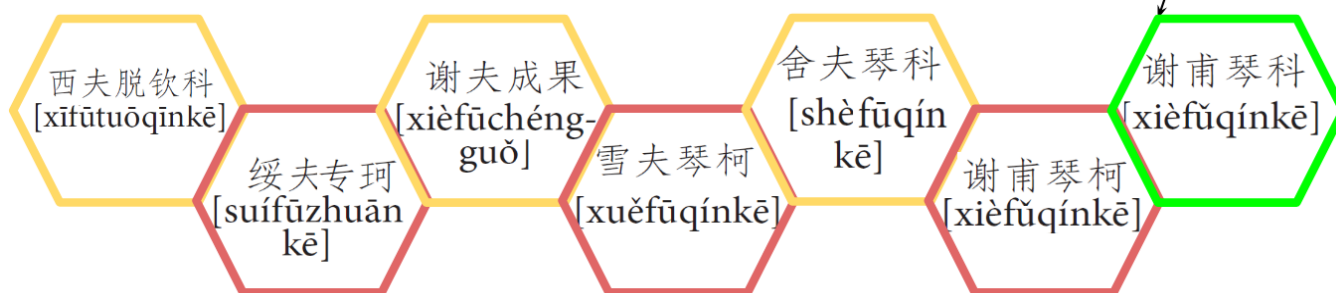 西夫脱钦科
[xīfūtuōqīnkē]
绥夫专珂
[suífūzhuān
kē]
谢夫成果
[xièfūchéng-
guǒ]
雪夫琴柯
[xuěfūqínkē]
舍夫琴科
[shèfūqín
kē]
谢甫琴柯
[xièfǔqínkē]
谢甫琴科
[xièfǔqínkē]